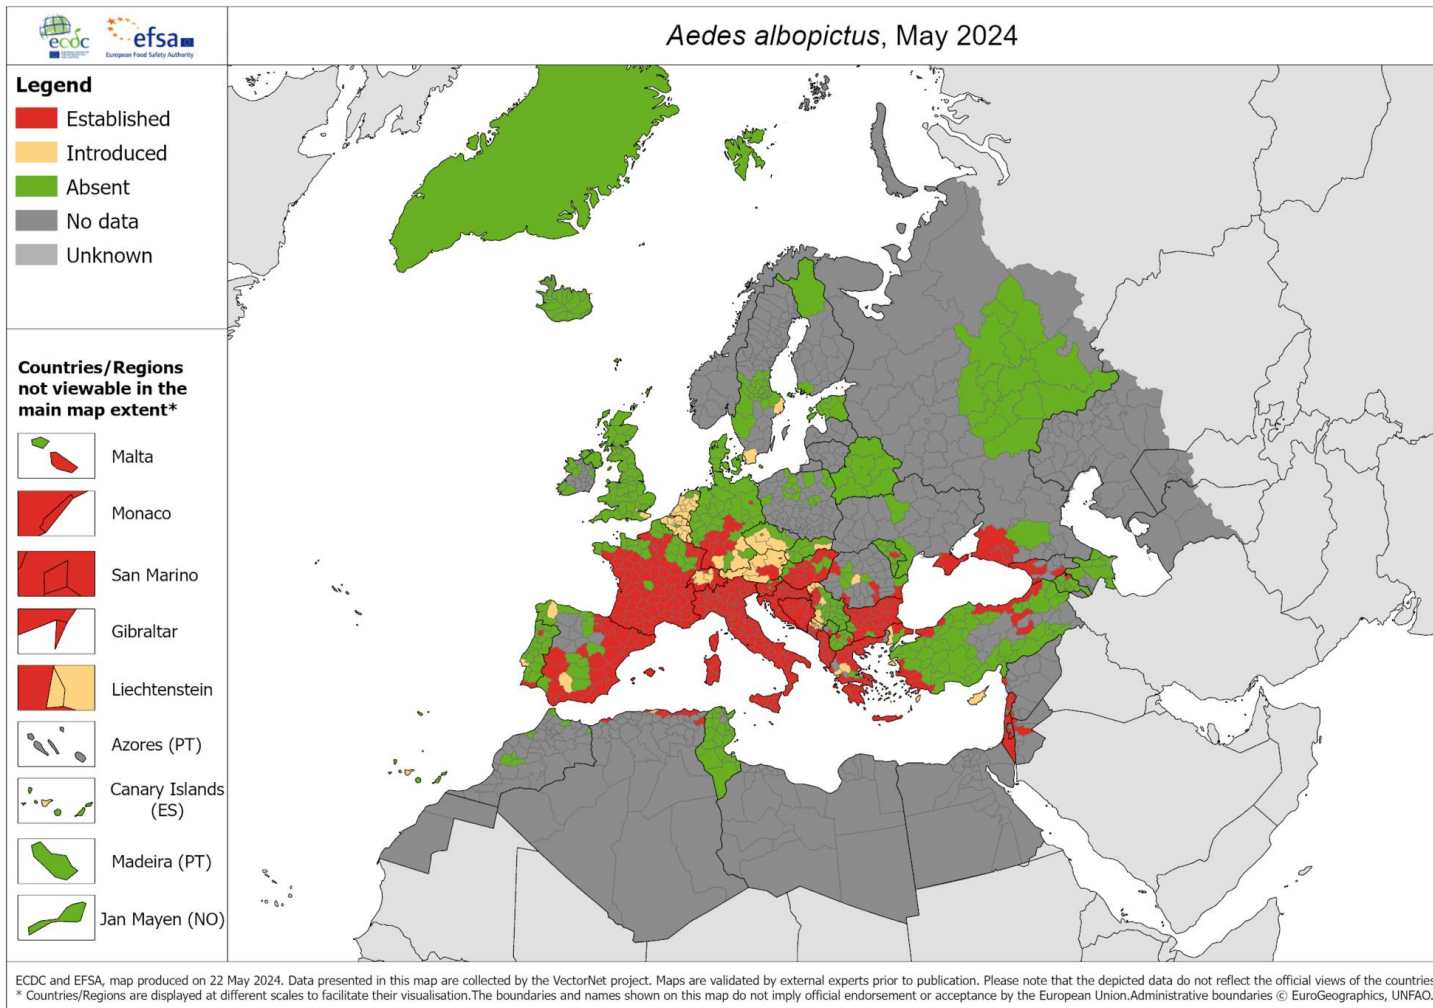 ecdc
efsa
European Food Safety Authority
Aedes albopictus, May 2024
Legend
Established
Introduced
Absent
No data
Unknown
Countries/Regions
not viewable in the
main map extent*
Malta
Monaco
San Marino
Gibraltar
Liechtenstein
Azores (PT)
Canary Islands
(ES)
Madeira (PT)
Jan Mayen (NO)
ECDC and EFSA, map produced on 22 May 2024. Data presented in this map are collected by the VectorNet project. Maps are validated by external experts prior to publication. Please note that the depicted data do not reflect the official views of the countries
* Countries/Regions are displayed at different scales to facilitate their visualisation.The boundaries and names shown on this map do not imply official endorsement or acceptance by the European Union.Administrative boundaries: © EuroGeographics, UNFAO.